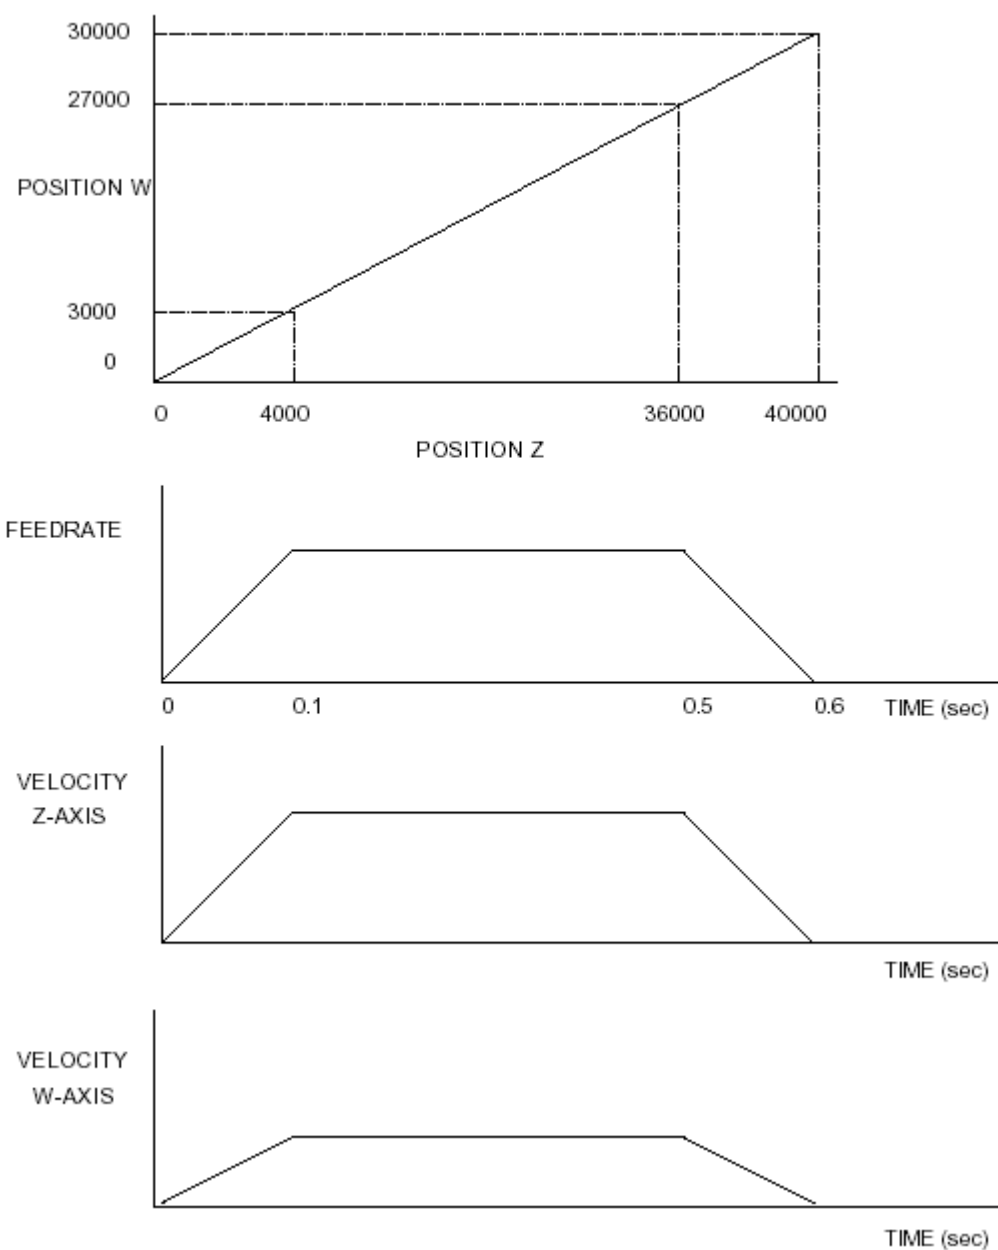 30000
27000
POSITION W
3000
0
0 4000 36000 40000
POSITION Z
FEEDRATE
0 0.1 0.5 0.6 TIME (sec)
VELOCITY
Z-AXIS
TIME (sec)
VELOCITY
W-AXIS
TIME (sec)